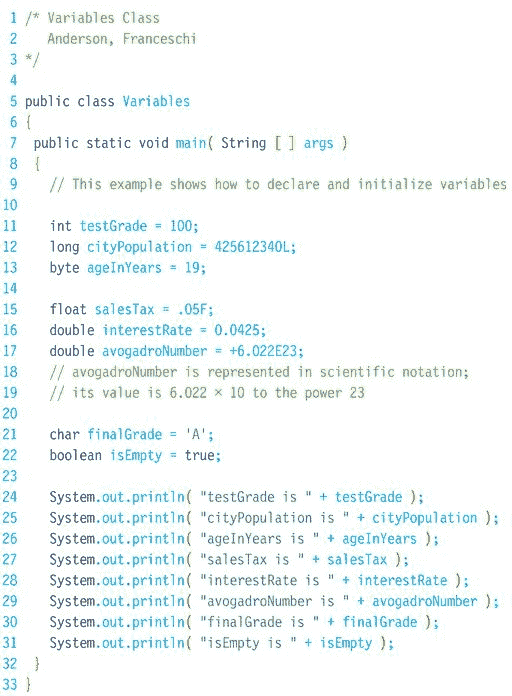 1 /* Variables Class
2    Anderson, Franceschi
3 */
4
5 public class Variables
6 {
7  public static void main( String [ ] args )
8  {
9    // This example shows how to declare and initialize variables
10
11    int testGrade = 100;
12    long cityPopulation = 425612340L;
13    byte ageInYears = 19;
14
15    float salesTax = .05F;
16    double interestRate = 0.0425;
17    double avogadroNumber = +6.022E23;
18    // avogadroNumber is represented in scientific notation;
19    // its value is 6.022 × 10 to the power 23
20
21    char finalGrade = 'A';
22    boolean isEmpty = true;
23
24    System.out.println( "testGrade is " + testGrade );
25    System.out.println( "cityPopulation is " + cityPopulation );
26    System.out.println( "ageInYears is " + ageInYears );
27    System.out.println( "salesTax is " + salesTax );
28    System.out.println( "interestRate is " + interestRate );
29    System.out.println( "avogadroNumber is " + avogadroNumber );
30    System.out.println( "finalGrade is " + finalGrade );
31    System.out.println( "isEmpty is " + isEmpty );
32  }
33 }